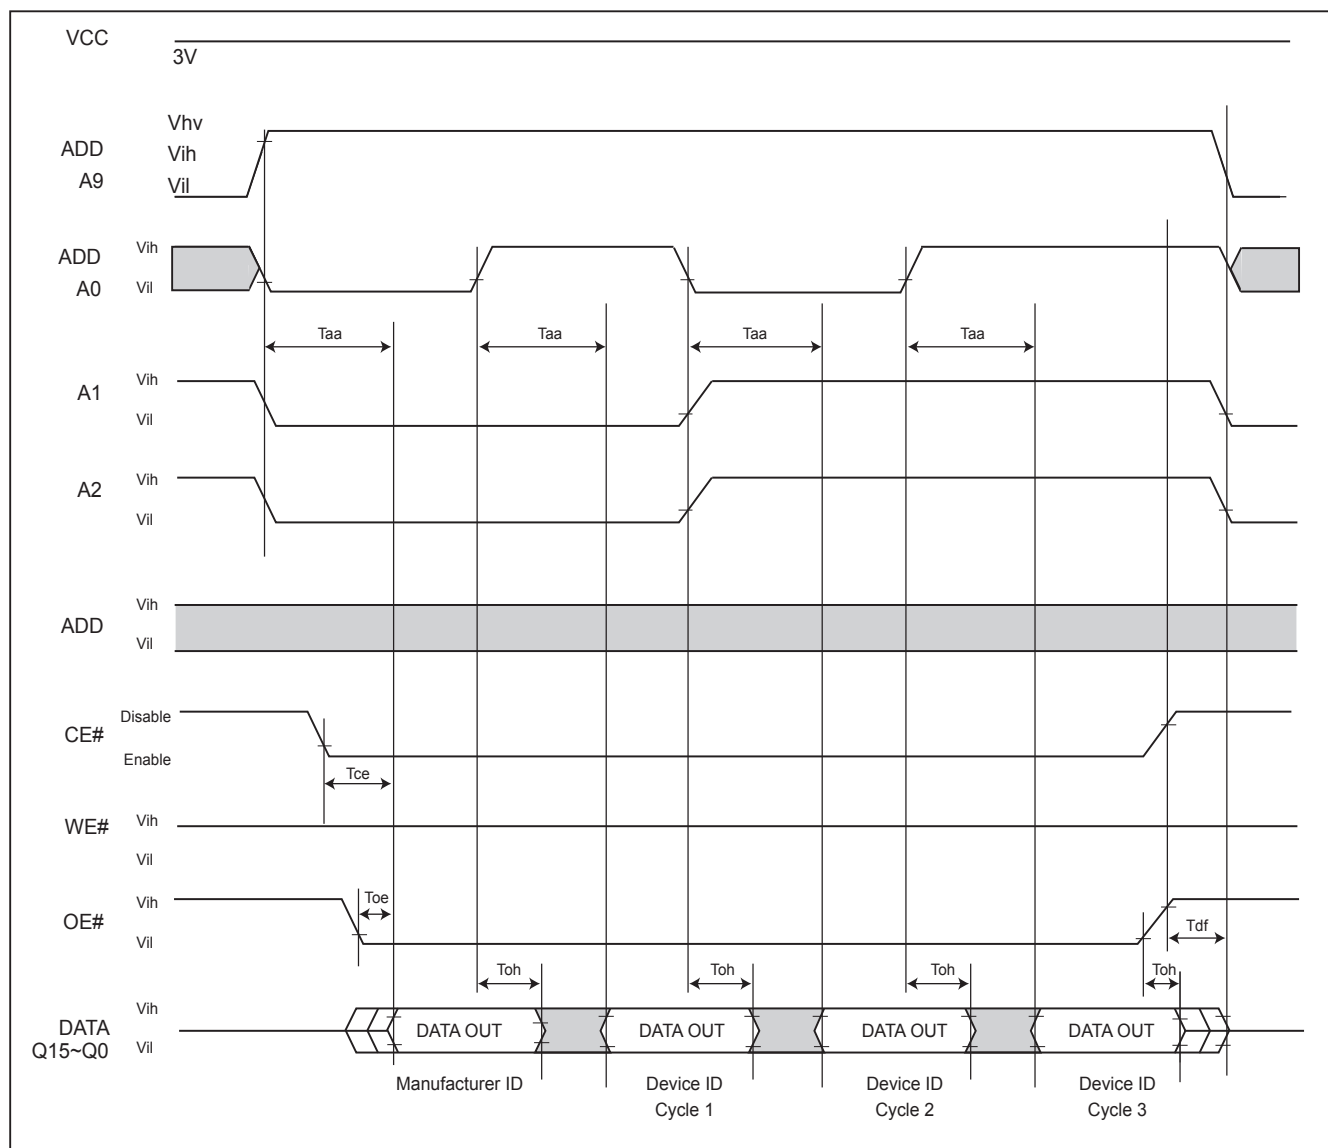 VCC
3V
Vhv
ADD
Vih
A9
Vil
ADD
Vih
A0
Vil
Taa
Taa
Taa
Taa
A1
Vih
Vil
A2
Vih
Vil
ADD
Vih
Vil
CE#
Disable
Enable
Tce
WE#
Vih
Vil
OE#
Vih
Vil
Toe
Tdf
Toh
Toh
Toh
Toh
DATA
Q15~Q0
Vih
Vil
DATA OUT
DATA OUT
DATA OUT
DATA OUT
Manufacturer ID
Device ID
Cycle 1
Device ID
Cycle 2
Device ID
Cycle 3